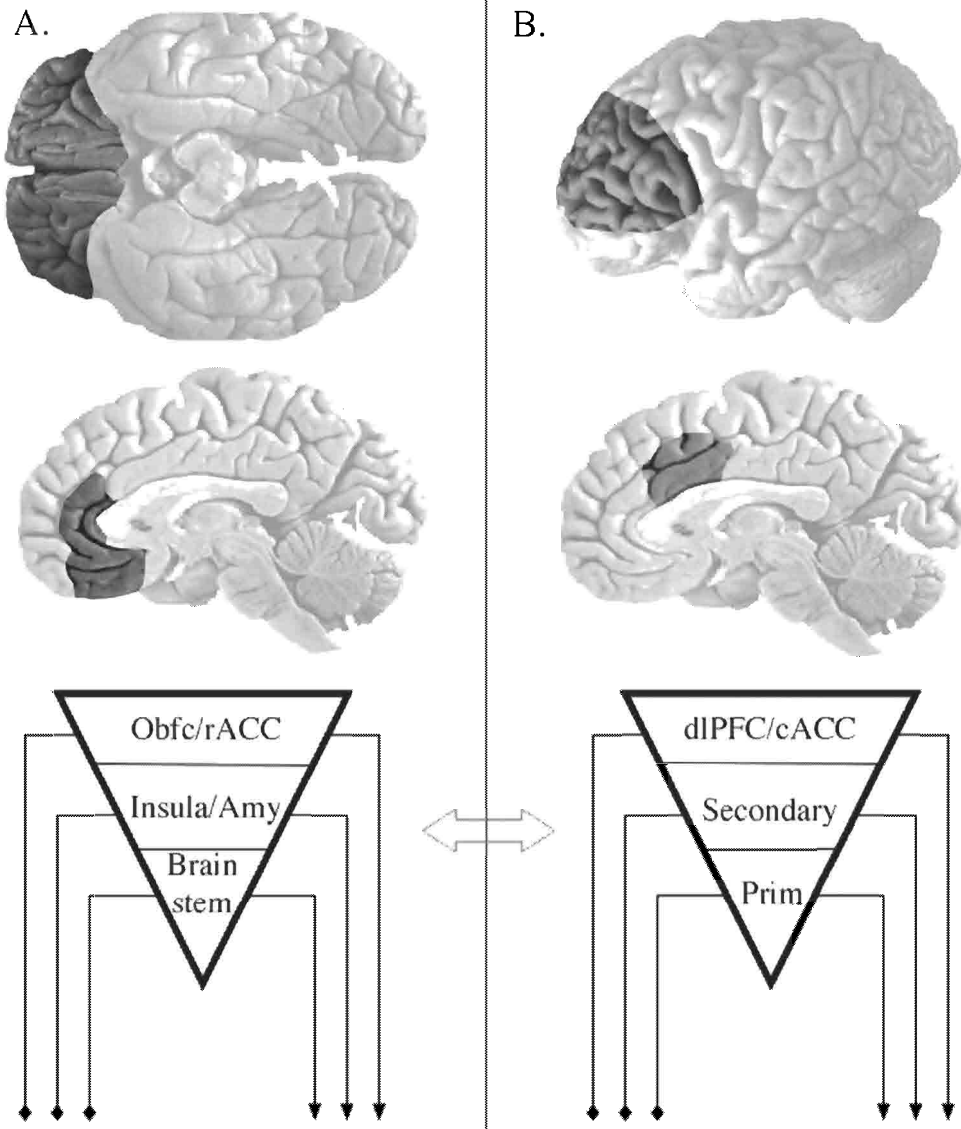 A.
B.
Obfc/rACC
Insula/Amy
Brain
stem
dlPFC/cACC
Secondary
Prim